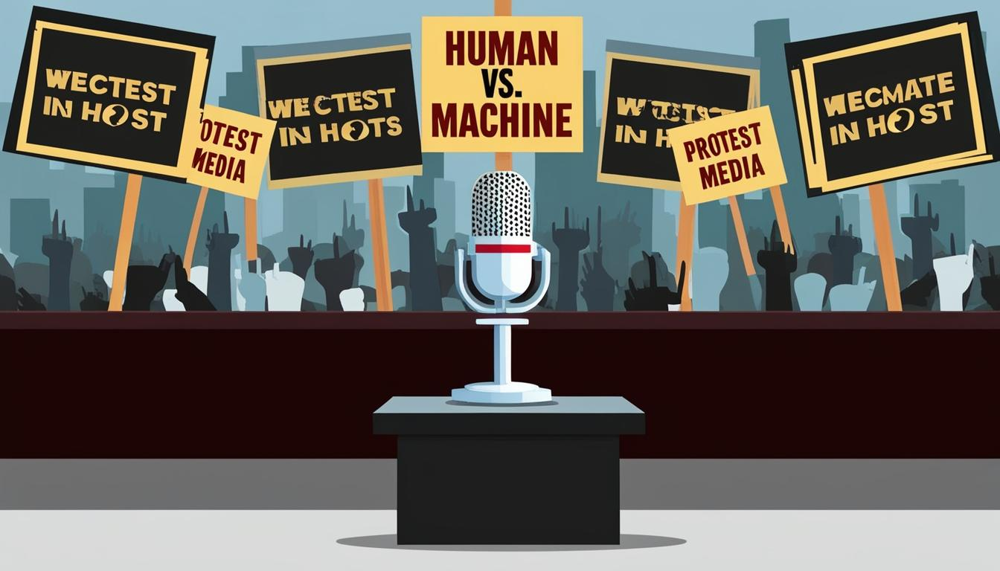 WECTEST
IN HOST
OTEST
MEDIA
WECTEST
IN HOTS
HUMAN
VS.
MACHINE
IN H
PROTEST
MEDIA
WECMATE
IN HOST